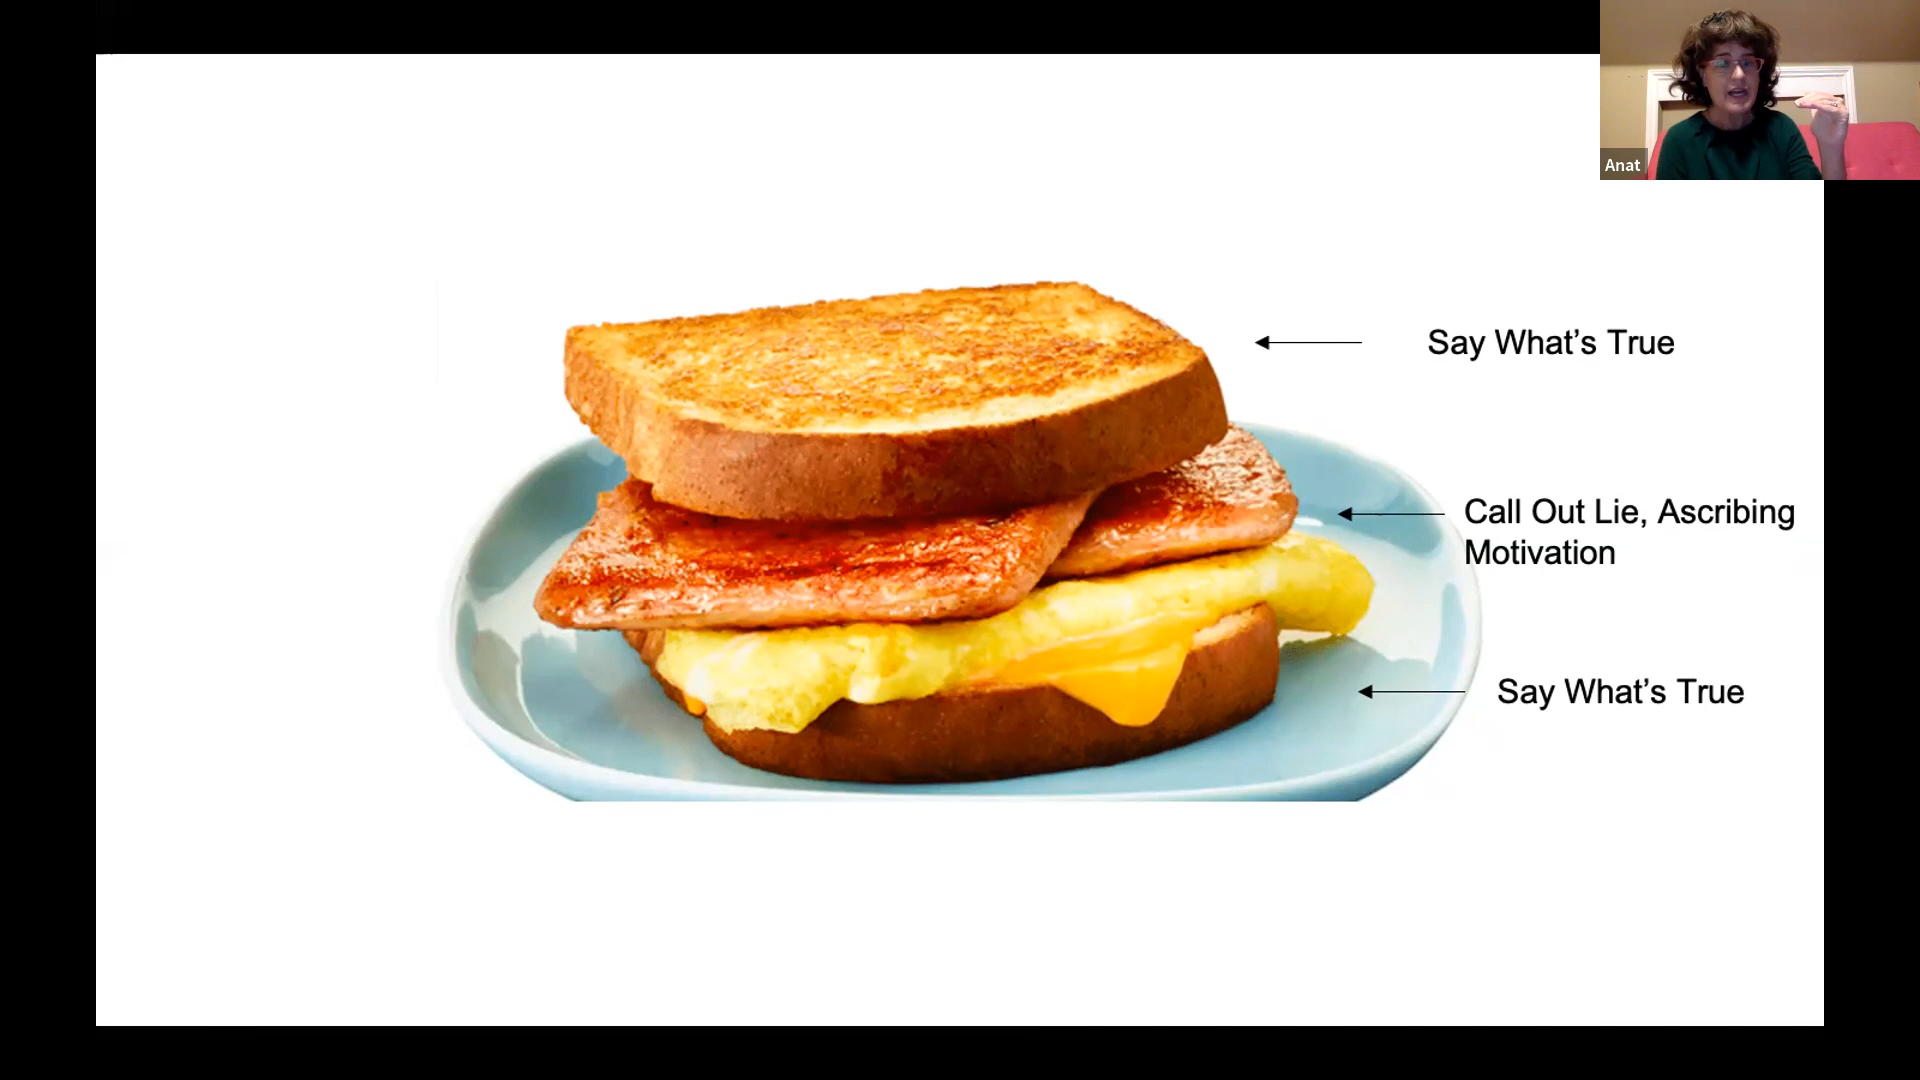 Anat
Say What’s True
Call Out Lie, Ascribing
Motivation
Say What’s True